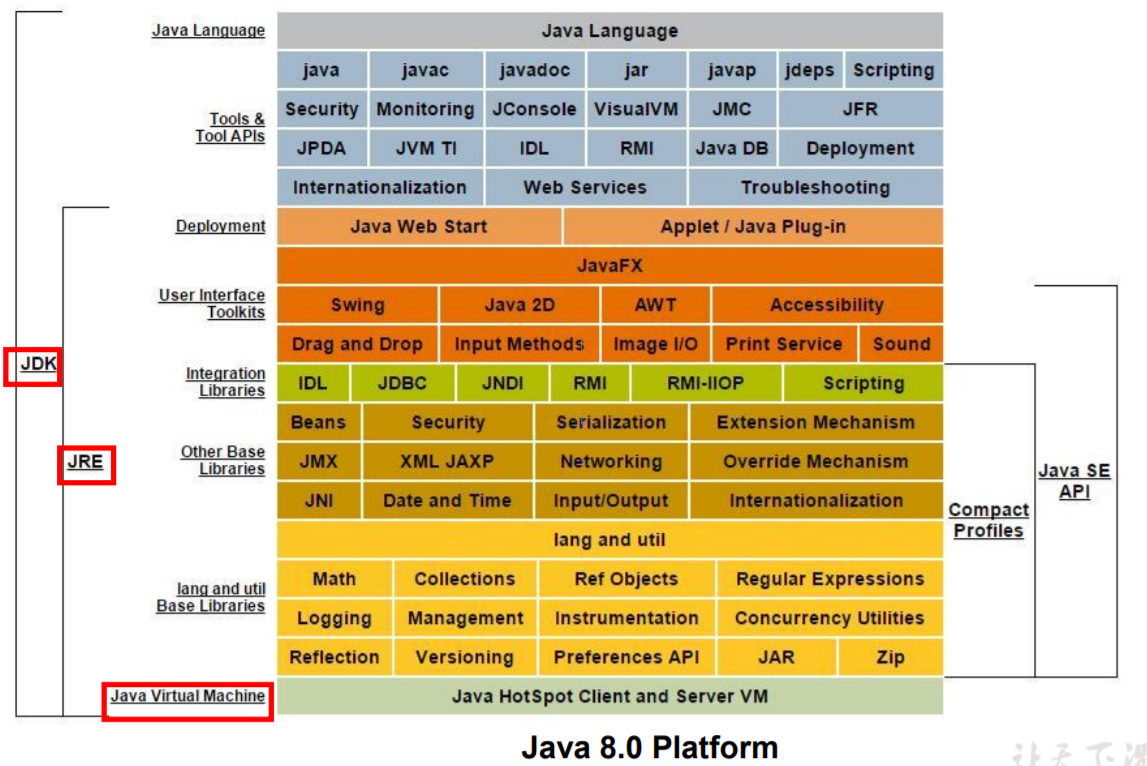 Java Language Java Language
java javac javadoc jar javap jdeps Scripting
Security Monitoring JConsole VisualVM JMC JFR
Tools &
Tool APIs
JPDA JVM TI IDL RMI Java DB Deployment
Internationalization Web Services Troubleshooting
Deployment Java Web Start Applet / Java Plug-in
JavaFX
User Interface
Toolkits
Swing Java 2D AWT Accessibility
Drag and Drop Input Methods Image I/O Print Service Sound
JDK
Integration
Libraries
IDL JDBC JNDI RMI RMI-IIOP Scripting
Beans Security Serialization Extension Mechanism
JRE
Other Base
Libraries
JMX XML JAXP Networking Override Mechanism
Java SE
API
JNI Date and Time Input/Output Internationalization
Compact
Profiles
lang and util
lang and util
Base Libraries
Math Collections Ref Objects Regular Expressions
Logging Management Instrumentation Concurrency Utilities
Reflection Versioning Preferences API JAR Zip
Java Virtual Machine Java HotSpot Client and Server VM
Java 8.0 Platform
让天下没